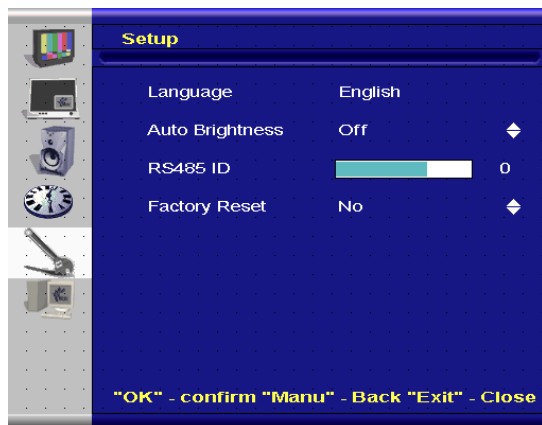 Setup
Language English
Auto Brightness Off
RS485 ID 0
Factory Reset No
"OK" - confirm "Manu" - Back "Exit" - Close